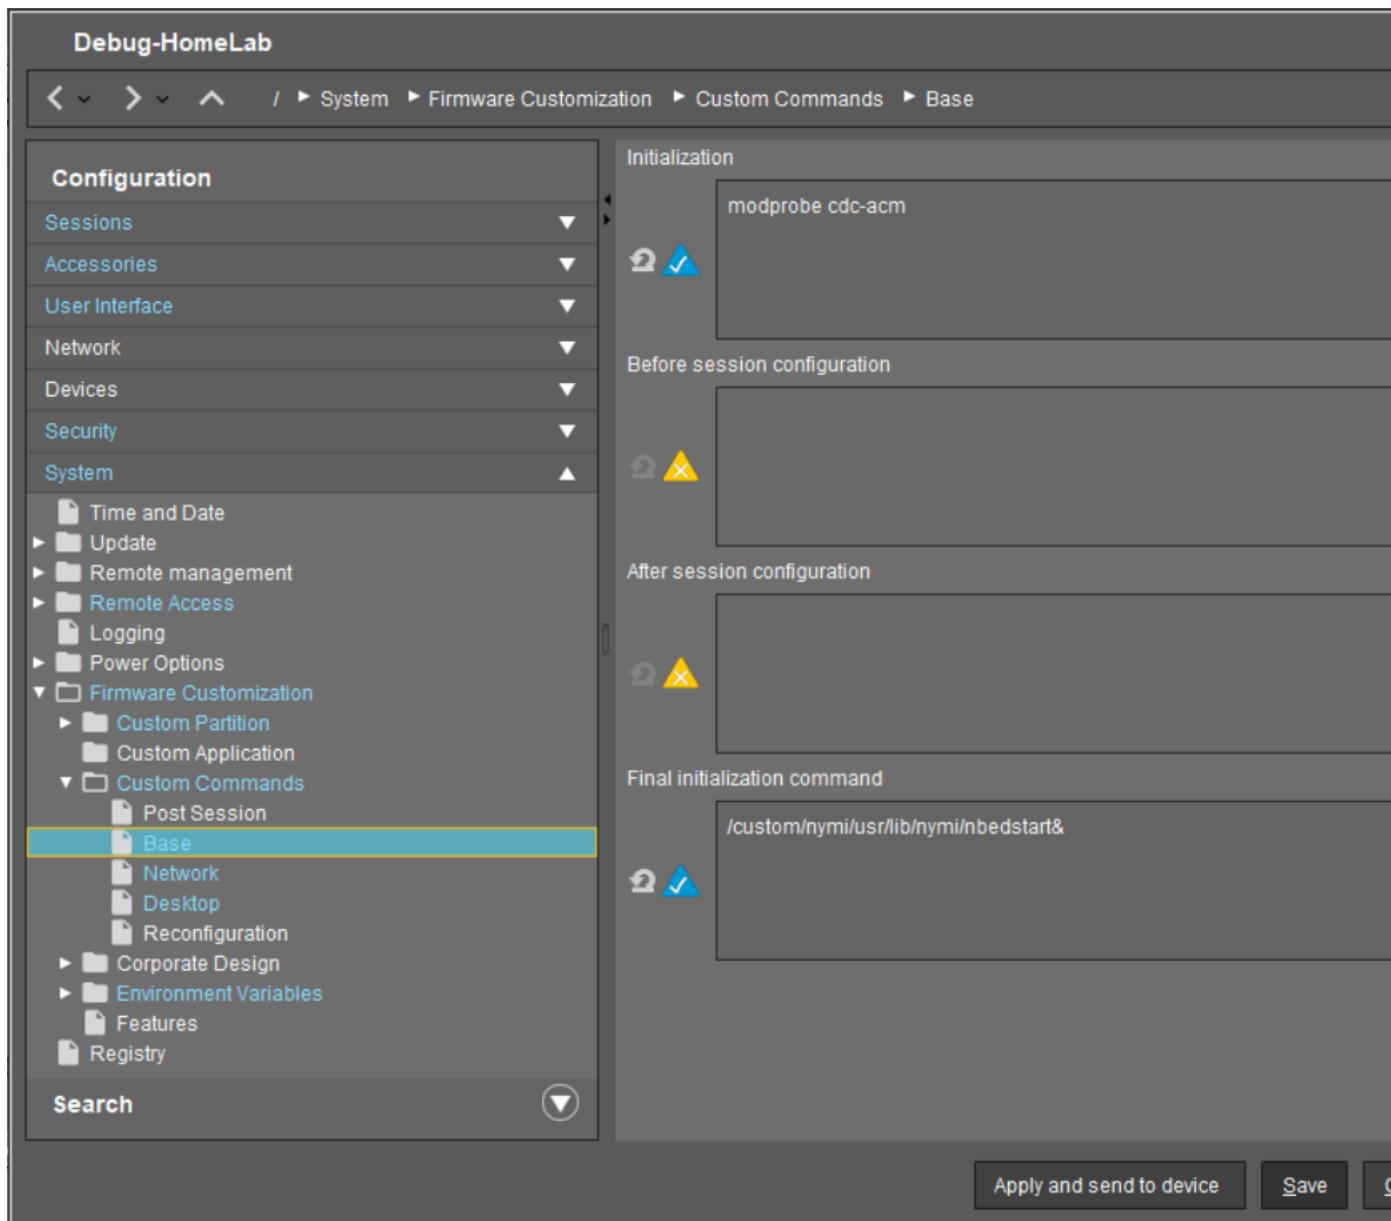 Debug-HomeLab
/ System Firmware Customization Custom Commands Base
Configuration
Sessions
Accessories
User Interface
Network
Devices
Security
System
Time and Date
Update
Remote management
Remote Access
Logging
Power Options
Firmware Customization
Custom Partition
Custom Application
Custom Commands
Post Session
Base
Network
Desktop
Reconfiguration
Corporate Design
Environment Variables
Features
Registry
Search
Initialization
modprobe cdc-acm
Before session configuration
After session configuration
Final initialization command
/custom/nymi/usr/lib/nymi/nbedstart&
Apply and send to device
Save